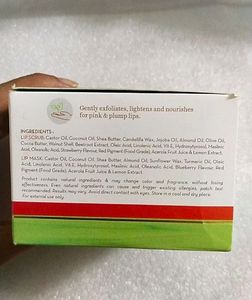 Gently exfoliates, lightens and nourishes
for pink & plump lips.
INGREDIENTS :
LIP SCRUB: Castor Oil, Coconut Oil, Shea Butter, Candelilla Wax, Jojoba Oil, Almond Oil, Olive Oil,
Cocoa Butter, Walnut Shell, Beetroot Extract, Oleic Acid, Linolenic Acid, Vit E, Hydroxytyrosol, Maslinic
Acid, Oleanolic Acid, Strawberry Flavour, Red Pigment (Food Grade), Acerola Fruit Juice & Lemon Extract.
LIP MASK: Castor Oil, Coconut Oil, Shea Butter, Almond Oil, Sunflower Wax, Turmeric Oil, Oleic
Acid, Linolenic Acid, Vit E, Hydroxytyrosol, Maslinic Acid, Oleanolic Acid, Blueberry Flavour, Red
Pigment (Food Grade), Acerola Fruit Juice & Lemon Extract
Product contains natural ingredients & may change color and fragrance, without losing
effectiveness. Even natural ingredients can cause and trigger existing allergies, patch test
recommended. Results may vary. Avoid direct contact with eyes. Store in a cool and dry place.
For external use only.